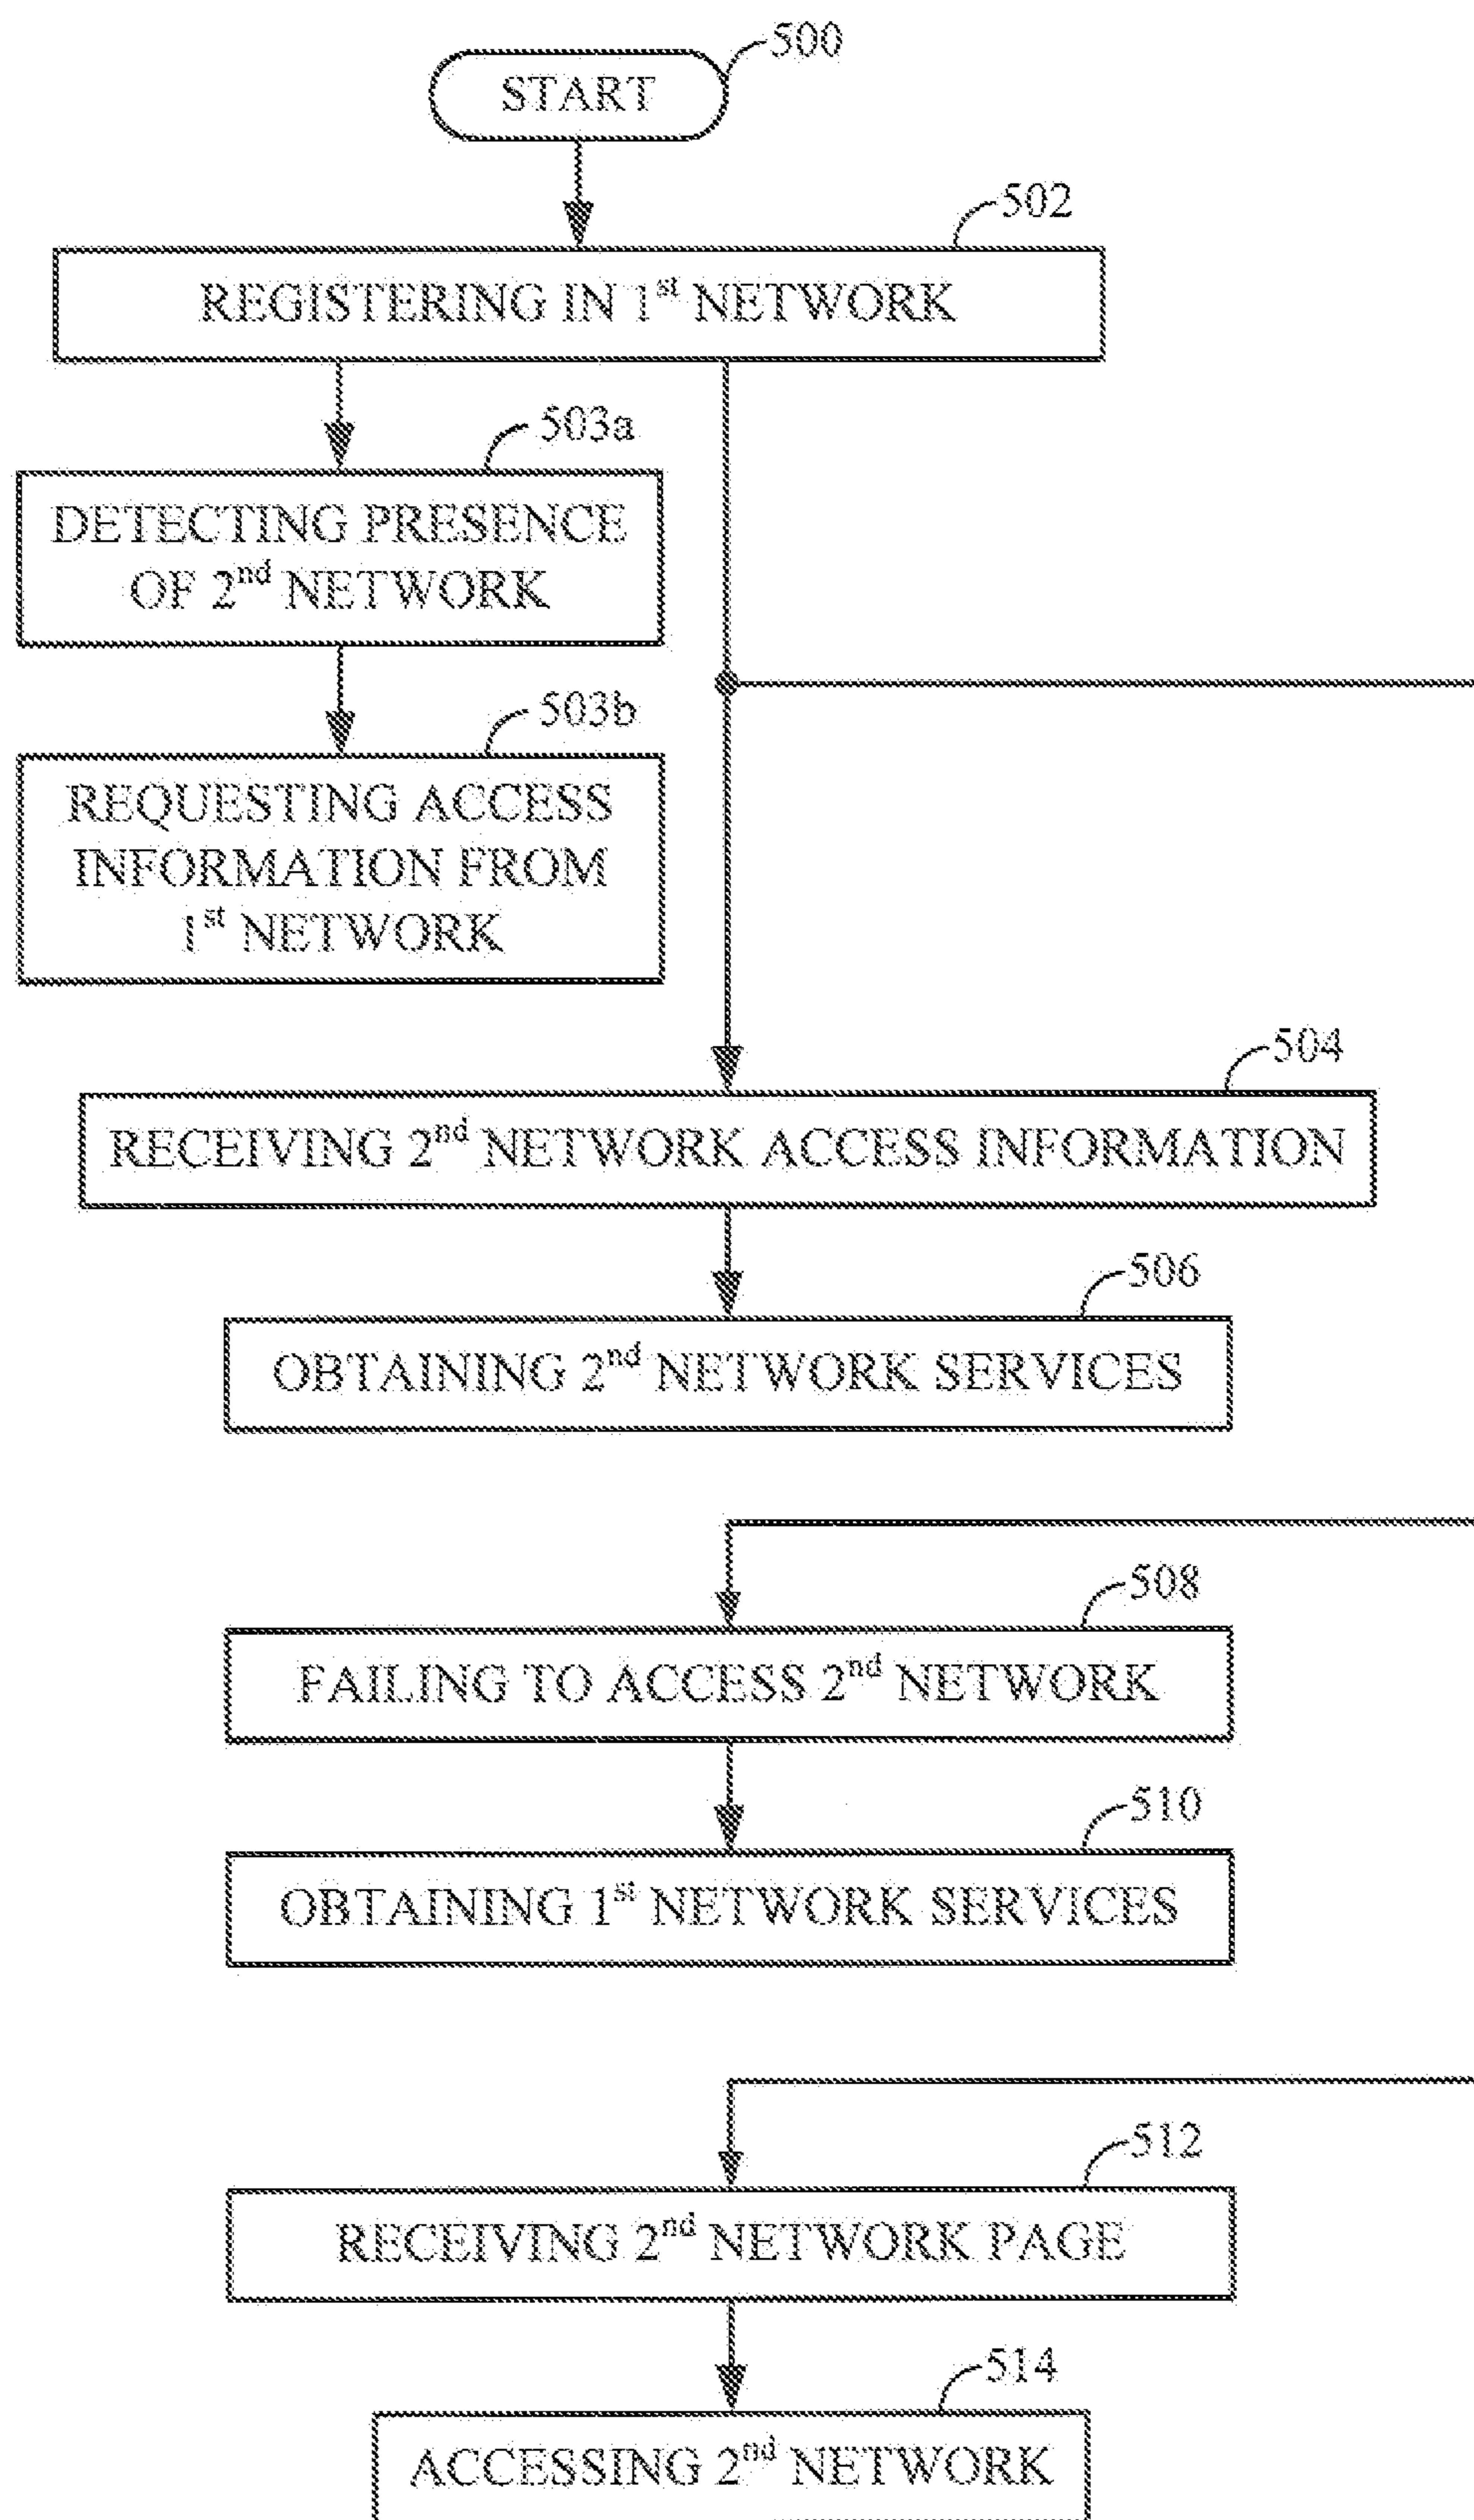 500
START
502
REGISTERING IN 1st NETWORK
503a
DETECTING PRESENCE
OF 2nd NETWORK
503b
REQUESTING ACCESS
INFORMATION FROM
1st NETWORK
504
RECEIVING 2nd NETWORK ACCESS INFORMATION
506
OBTAINING 2nd NETWORK SERVICES
508
FAILING TO ACCESS 2nd NETWORK
510
OBTAINING 1st NETWORK SERVICES
512
RECEIVING 2nd NETWORK PAGE
514
ACCESSING 2nd NETWORK